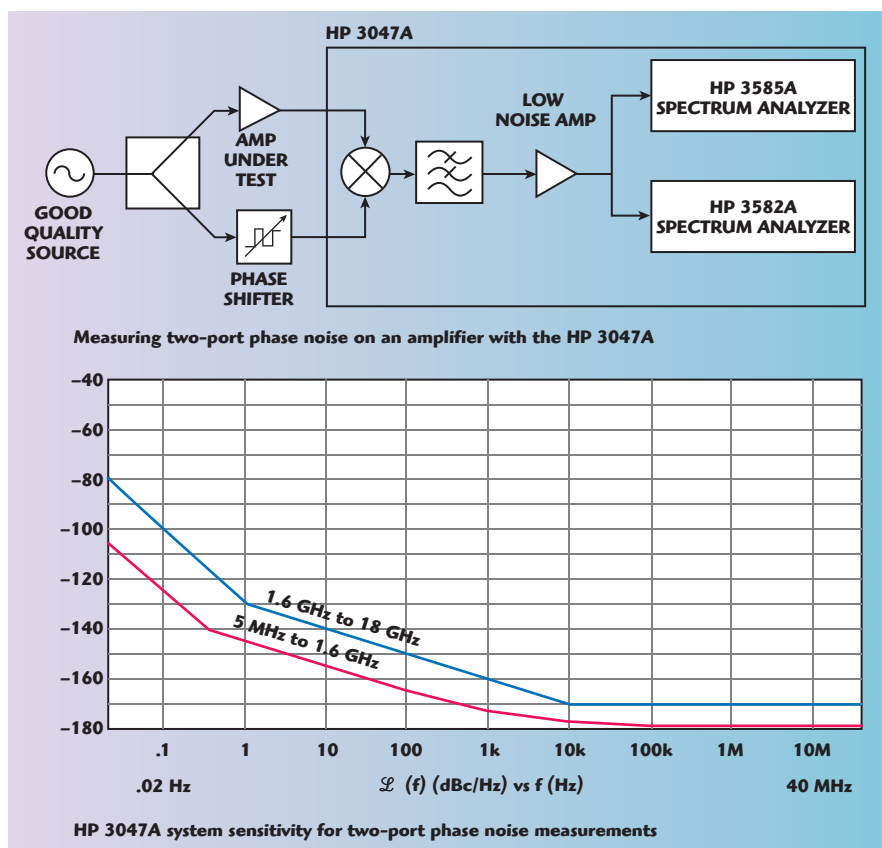 HP 3047A
HP 3585A
SPECTRUM ANALYZER
LOW
NOISE AMP
AMP
UNDER
TEST
HP 3582A
SPECTRUM ANALYZER
GOOD
QUALITY
SOURCE
PHASE
SHIFTER
Measuring two-port phase noise on an amplifier with the HP 3047A
–40
–60
–80
–100
–120
–140
–160
–180
1.6 GHz to 18 GHz
5 MHz to 1.6 GHz
.1 1 10 100 1k 10k 100k 1M 10M
.02 Hz ℒ (f) (dBc/Hz) vs f (Hz) 40 MHz
HP 3047A system sensitivity for two-port phase noise measurements